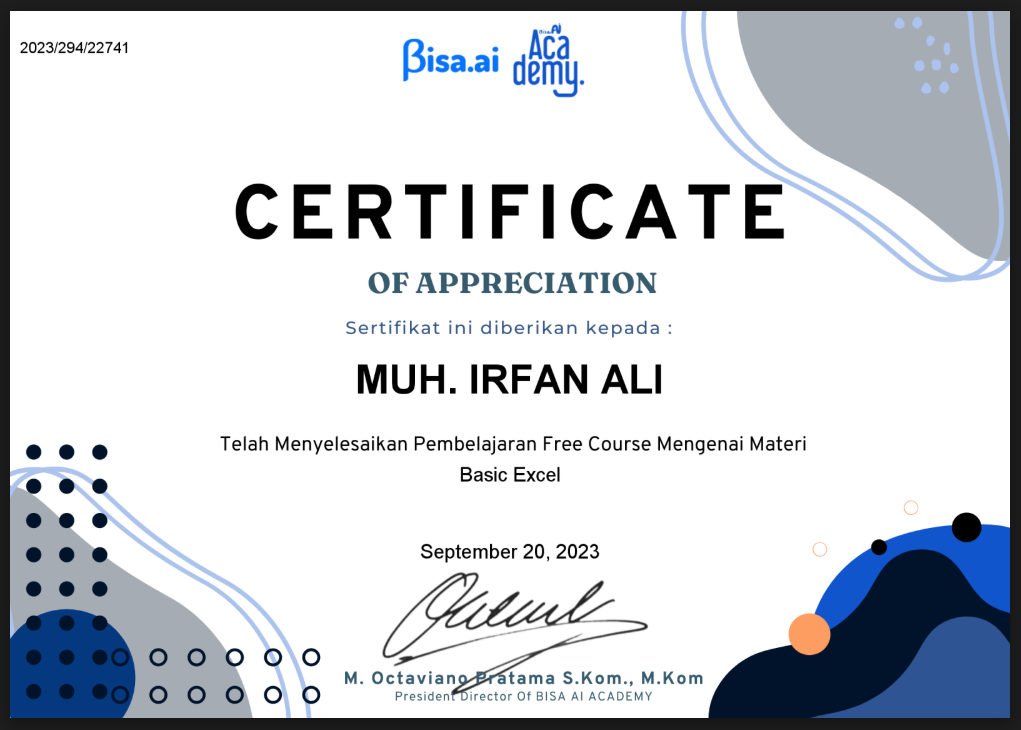 2023/294/22741
Bisa.ai
Bisa AI
Aca
demy.
CERTIFICATE
OF APPRECIATION
Sertifikat ini diberikan kepada :
MUH. IRFAN ALI
Telah Menyelesaikan Pembelajaran Free Course Mengenai Materi
Basic Excel
September 20, 2023
M. Octaviano Pratama S.Kom., M.Kom
President Director Of BISA AI ACADEMY